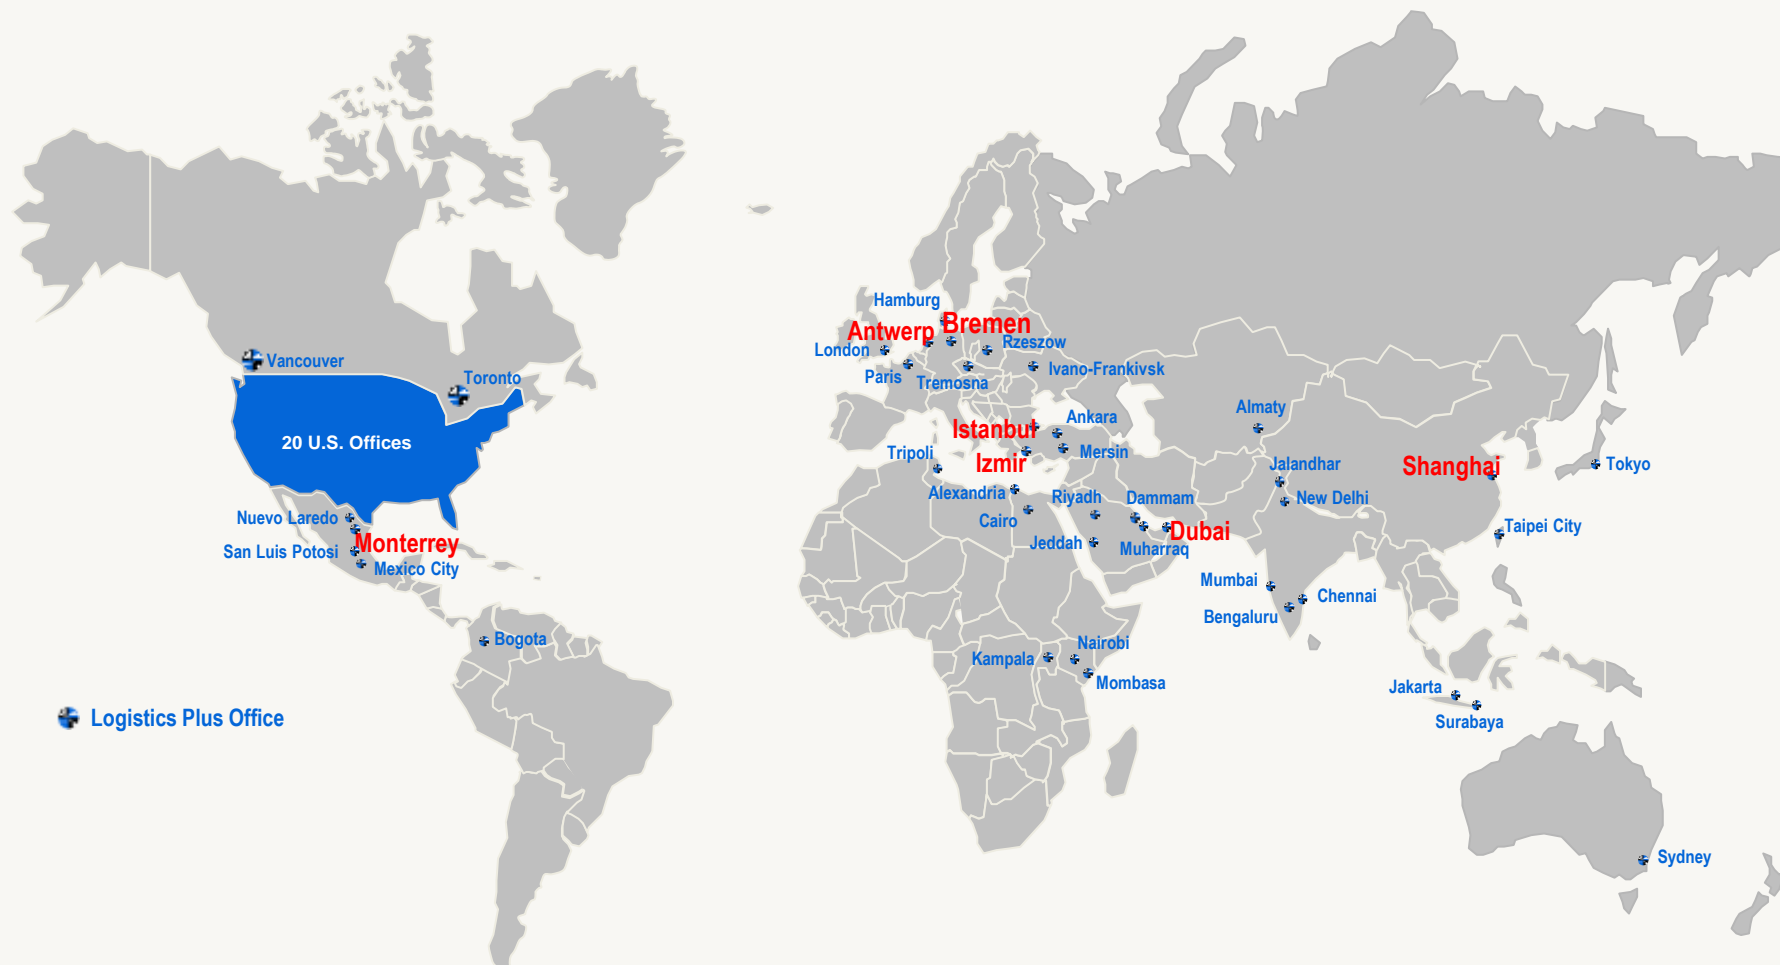 Hamburg
Bremen
Antwerp
London
Rzeszow
Vancouver
Paris
Tremosna
Ivano-Frankivsk
Toronto
Almaty
Ankara
Istanbul
20 U.S. Offices
Tripoli
Izmir
Mersin
Jalandhar
Shanghai
Tokyo
Alexandria
Riyadh
Dammam
New Delhi
Nuevo Laredo
Cairo
Dubai
Taipei City
Monterrey
Jeddah
Muharraq
San Luis Potosi
Mexico City
Mumbai
Chennai
Bengaluru
Bogota
Nairobi
Kampala
Mombasa
Jakarta
Logistics Plus Office
Surabaya
Sydney